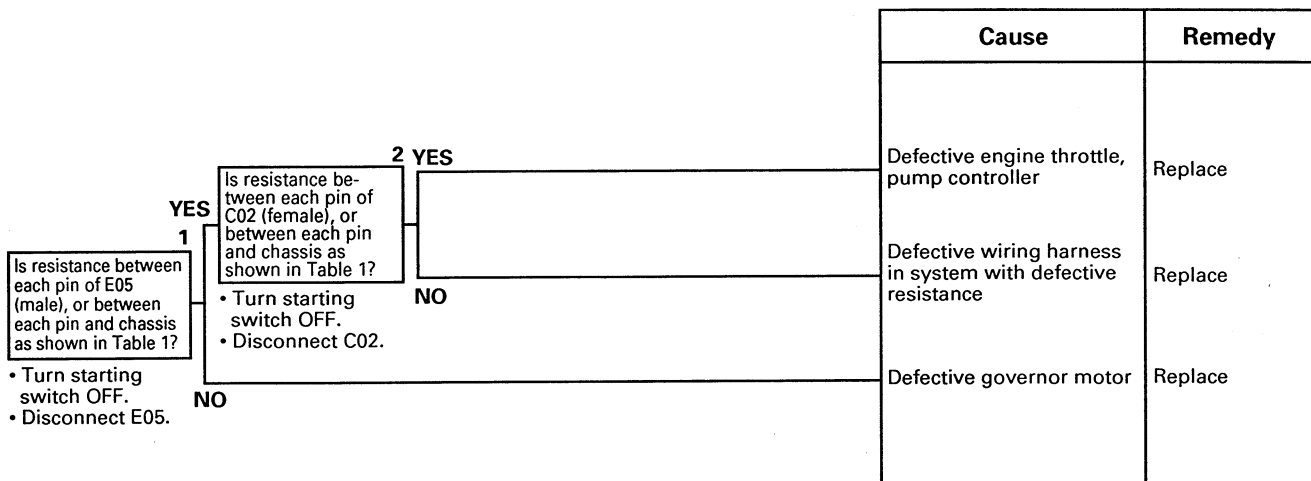 Cause
Remedy
1
Is resistance between
each pin of E05
(male), or between
each pin and chassis
as shown in Table 1?
• Turn starting
switch OFF.
• Disconnect E05.
YES
2
Is resistance be-
tween each pin of
C02 (female), or
between each pin
and chassis as
shown in Table 1?
• Turn starting
switch OFF.
• Disconnect C02.
YES
Defective engine throttle,
pump controller
Replace
NO
Defective wiring harness
in system with defective
resistance
Replace
NO
Defective governor motor
Replace